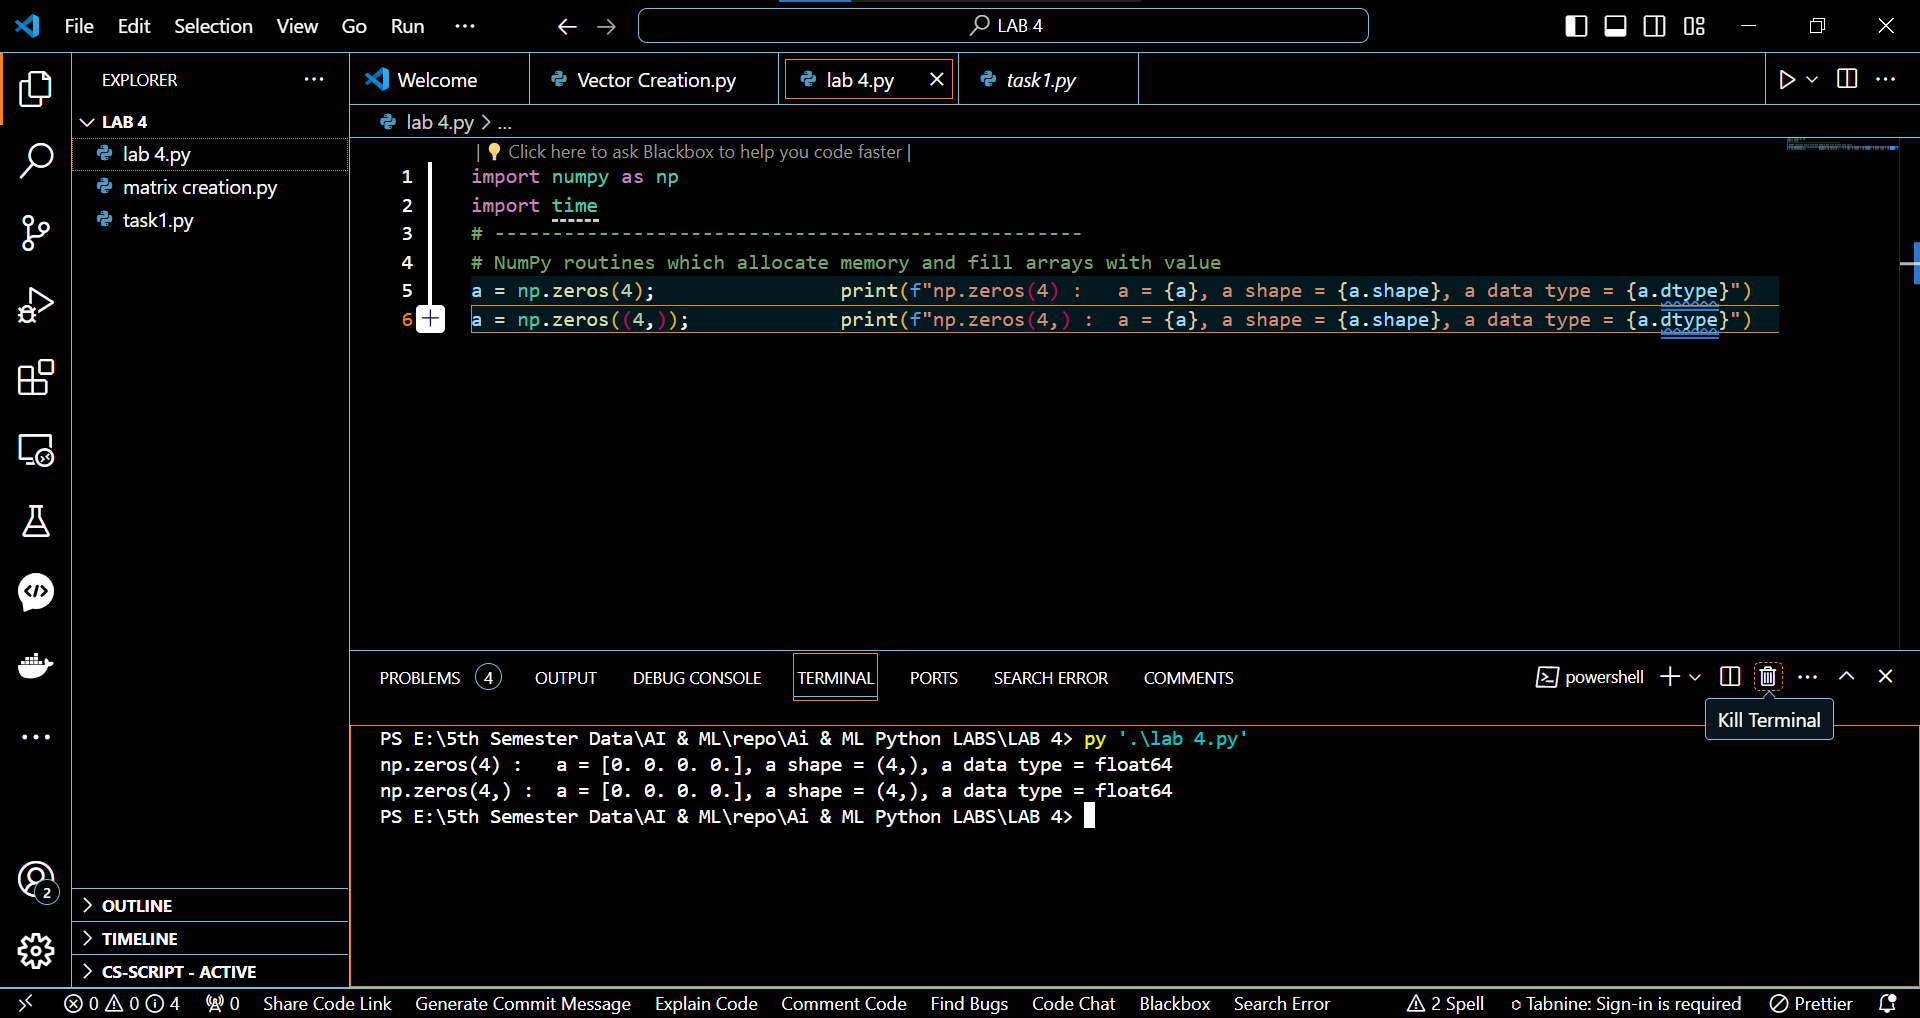 File Edit Selection View Go Run ··· LAB 4
EXPLORER ···
LAB 4
lab 4.py
matrix creation.py
task1.py
OUTLINE
TIMELINE
CS-SCRIPT - ACTIVE
2
Welcome Vector Creation.py lab 4.py task1.py
lab 4.py > ...
| Click here to ask Blackbox to help you code faster |
1 import numpy as np
2 import time
3 # ---------------------------------------------------
4 # NumPy routines which allocate memory and fill arrays with value
5 a = np.zeros(4);                print(f"np.zeros(4) :   a = {a}, a shape = {a.shape}, a data type = {a.dtype}")
6 a = np.zeros((4,));             print(f"np.zeros(4,) :  a = {a}, a shape = {a.shape}, a data type = {a.dtype}")
PROBLEMS 4 OUTPUT DEBUG CONSOLE TERMINAL PORTS SEARCH ERROR COMMENTS powershell
Kill Terminal
PS E:\5th Semester Data\AI & ML\repo\Ai & ML Python LABS\LAB 4> py '.\lab 4.py'
np.zeros(4) :   a = [0. 0. 0. 0.], a shape = (4,), a data type = float64
np.zeros(4,) :  a = [0. 0. 0. 0.], a shape = (4,), a data type = float64
PS E:\5th Semester Data\AI & ML\repo\Ai & ML Python LABS\LAB 4>
0 0 4 0 Share Code Link Generate Commit Message Explain Code Comment Code Find Bugs Code Chat Blackbox Search Error 2 Spell Tabnine: Sign-in is required Prettier